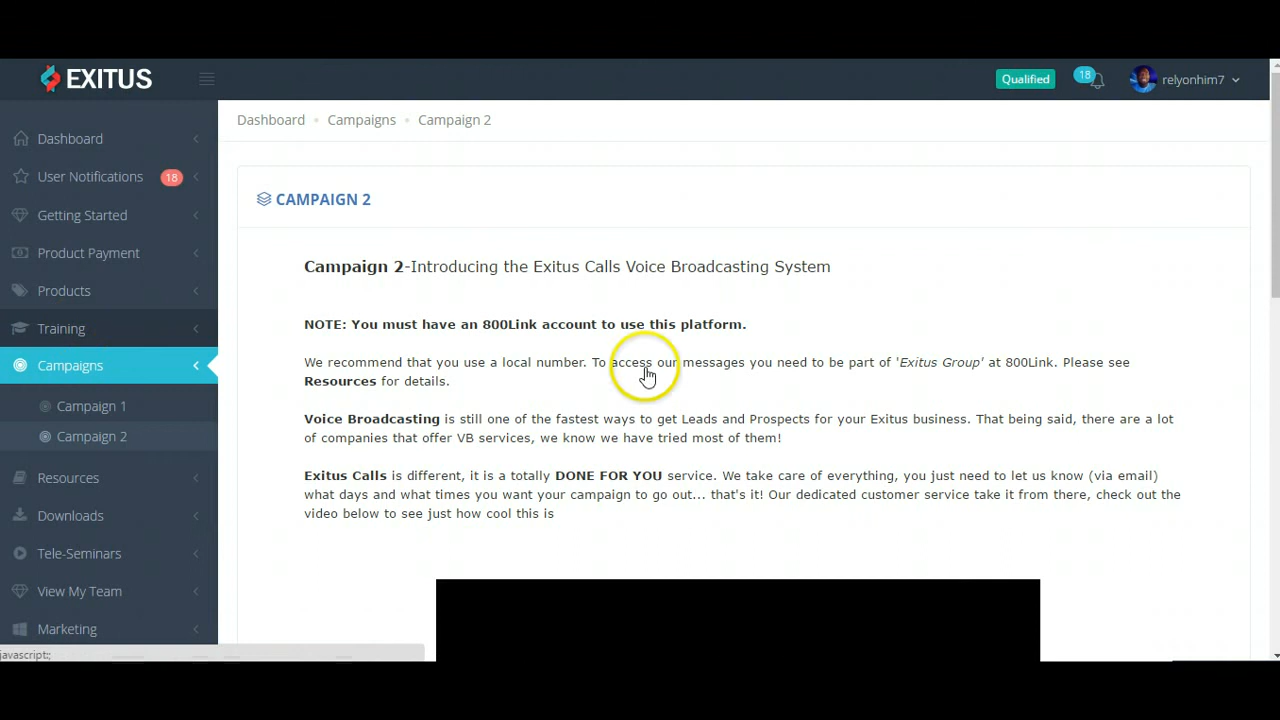 EXITUS
Qualified
18
relyonhim7
Dashboard
User Notifications 18
Getting Started
Product Payment
Products
Training
Campaigns
Campaign 1
Campaign 2
Resources
Downloads
Tele-Seminars
View My Team
Marketing
javascript:;
Dashboard • Campaigns • Campaign 2
CAMPAIGN 2
Campaign 2-Introducing the Exitus Calls Voice Broadcasting System
NOTE: You must have an 800Link account to use this platform.
We recommend that you use a local number. To access our messages you need to be part of 'Exitus Group' at 800Link. Please see
Resources for details.
Voice Broadcasting is still one of the fastest ways to get Leads and Prospects for your Exitus business. That being said, there are a lot
of companies that offer VB services, we know we have tried most of them!
Exitus Calls is different, it is a totally DONE FOR YOU service. We take care of everything, you just need to let us know (via email)
what days and what times you want your campaign to go out... that's it! Our dedicated customer service take it from there, check out the
video below to see just how cool this is